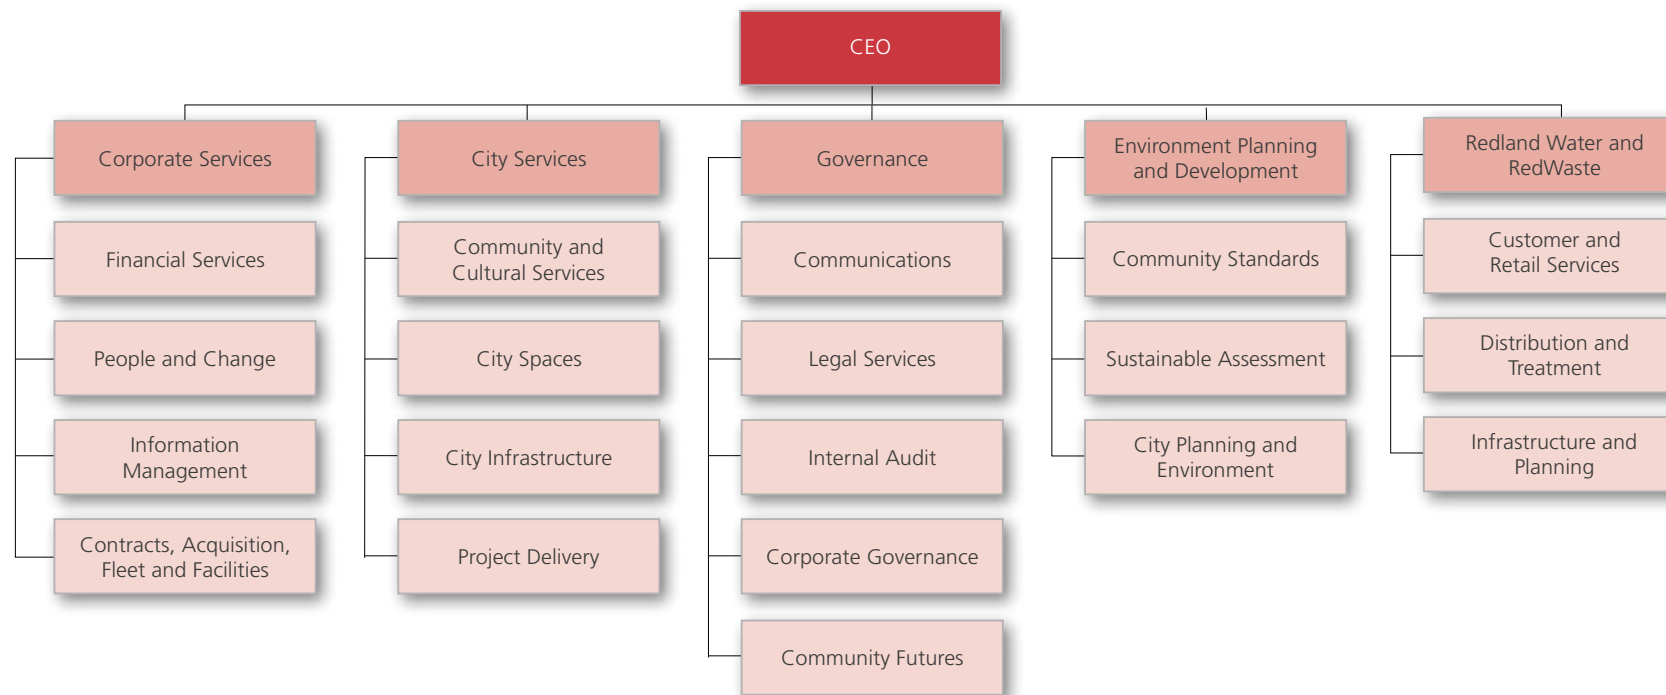 CEO
Corporate Services
Financial Services
People and Change
Information
Management
Contracts, Acquisition,
Fleet and Facilities
City Services
Community and
Cultural Services
City Spaces
City Infrastructure
Project Delivery
Governance
Communications
Legal Services
Internal Audit
Corporate Governance
Community Futures
Environment Planning
and Development
Community Standards
Sustainable Assessment
City Planning and
Environment
Redland Water and
RedWaste
Customer and
Retail Services
Distribution and
Treatment
Infrastructure and
Planning